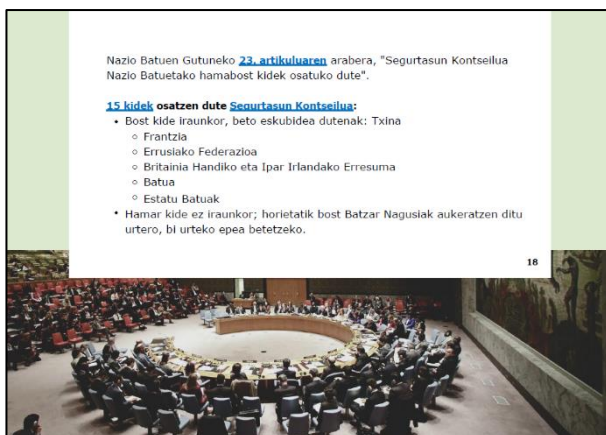 Nazio Batuen Gutuneko 23. artikuluaren arabera, "Segurtasun Kontseilua
Nazio Batuetako hamabost kidek osatuko dute".
15 kidek osatzen dute Segurtasun Kontseilua:
• Bost kide iraunkor, beto eskubidea dutenak: Txina
○ Frantzia
○ Errusiako Federazioa
○ Britainia Handiko eta Ipar Irlandako Erresuma
○ Batua
○ Estatu Batuak
• Hamar kide ez iraunkor; horietatik bost Batzar Nagusiak aukeratzen ditu
urtero, bi urteko epea betetzeko.
18